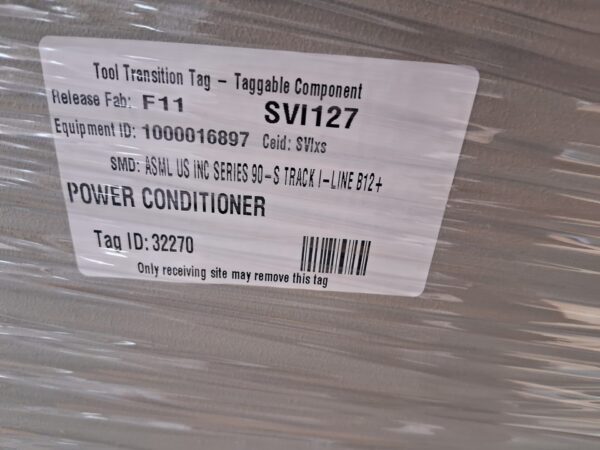 Tool Transition Tag - Taggable Component
Release Fab: F11 SVI127
Equipment ID: 1000016897 Ceid: SVIxs
SMD: ASML US INC SERIES 90-S TRACK I-LINE B12+
POWER CONDITIONER
Tag ID: 32270
Only receiving site may remove this tag